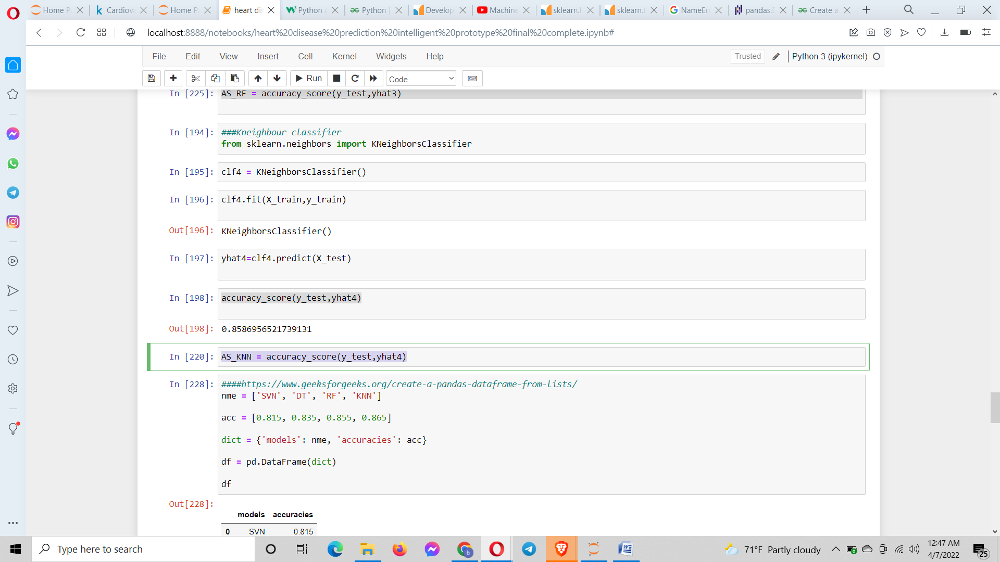 Home P
Cardiova
Home P
heart dis
Python
Python
Develop
Machine
sklearn.
sklearn.
NameEr
pandas.
Create a
localhost:8888/notebooks/heart%20disease%20prediction%20intelligent%20prototype%20final%20complete.ipynb#
File Edit View Insert Cell Kernel Widgets Help
Trusted
Python 3 (ipykernel)
Run
Code
In [225]: AS_RF = accuracy_score(y_test,yhat3)
In [194]: ###Kneighbour classifier
from sklearn.neighbors import KNeighborsClassifier
In [195]: clf4 = KNeighborsClassifier()
In [196]: clf4.fit(X_train,y_train)
Out[196]: KNeighborsClassifier()
In [197]: yhat4=clf4.predict(X_test)
In [198]: accuracy_score(y_test,yhat4)
Out[198]: 0.8586956521739131
In [220]: AS_KNN = accuracy_score(y_test,yhat4)
In [228]: ####https://www.geeksforgeeks.org/create-a-pandas-dataframe-from-lists/
nme = ['SVN', 'DT', 'RF', 'KNN']
acc = [0.815, 0.835, 0.855, 0.865]
dict = {'models': nme, 'accuracies': acc}
df = pd.DataFrame(dict)
df
Out[228]:
models accuracies
0 SVN 0.815
Type here to search
71°F Partly cloudy
12:47 AM
4/7/2022
25